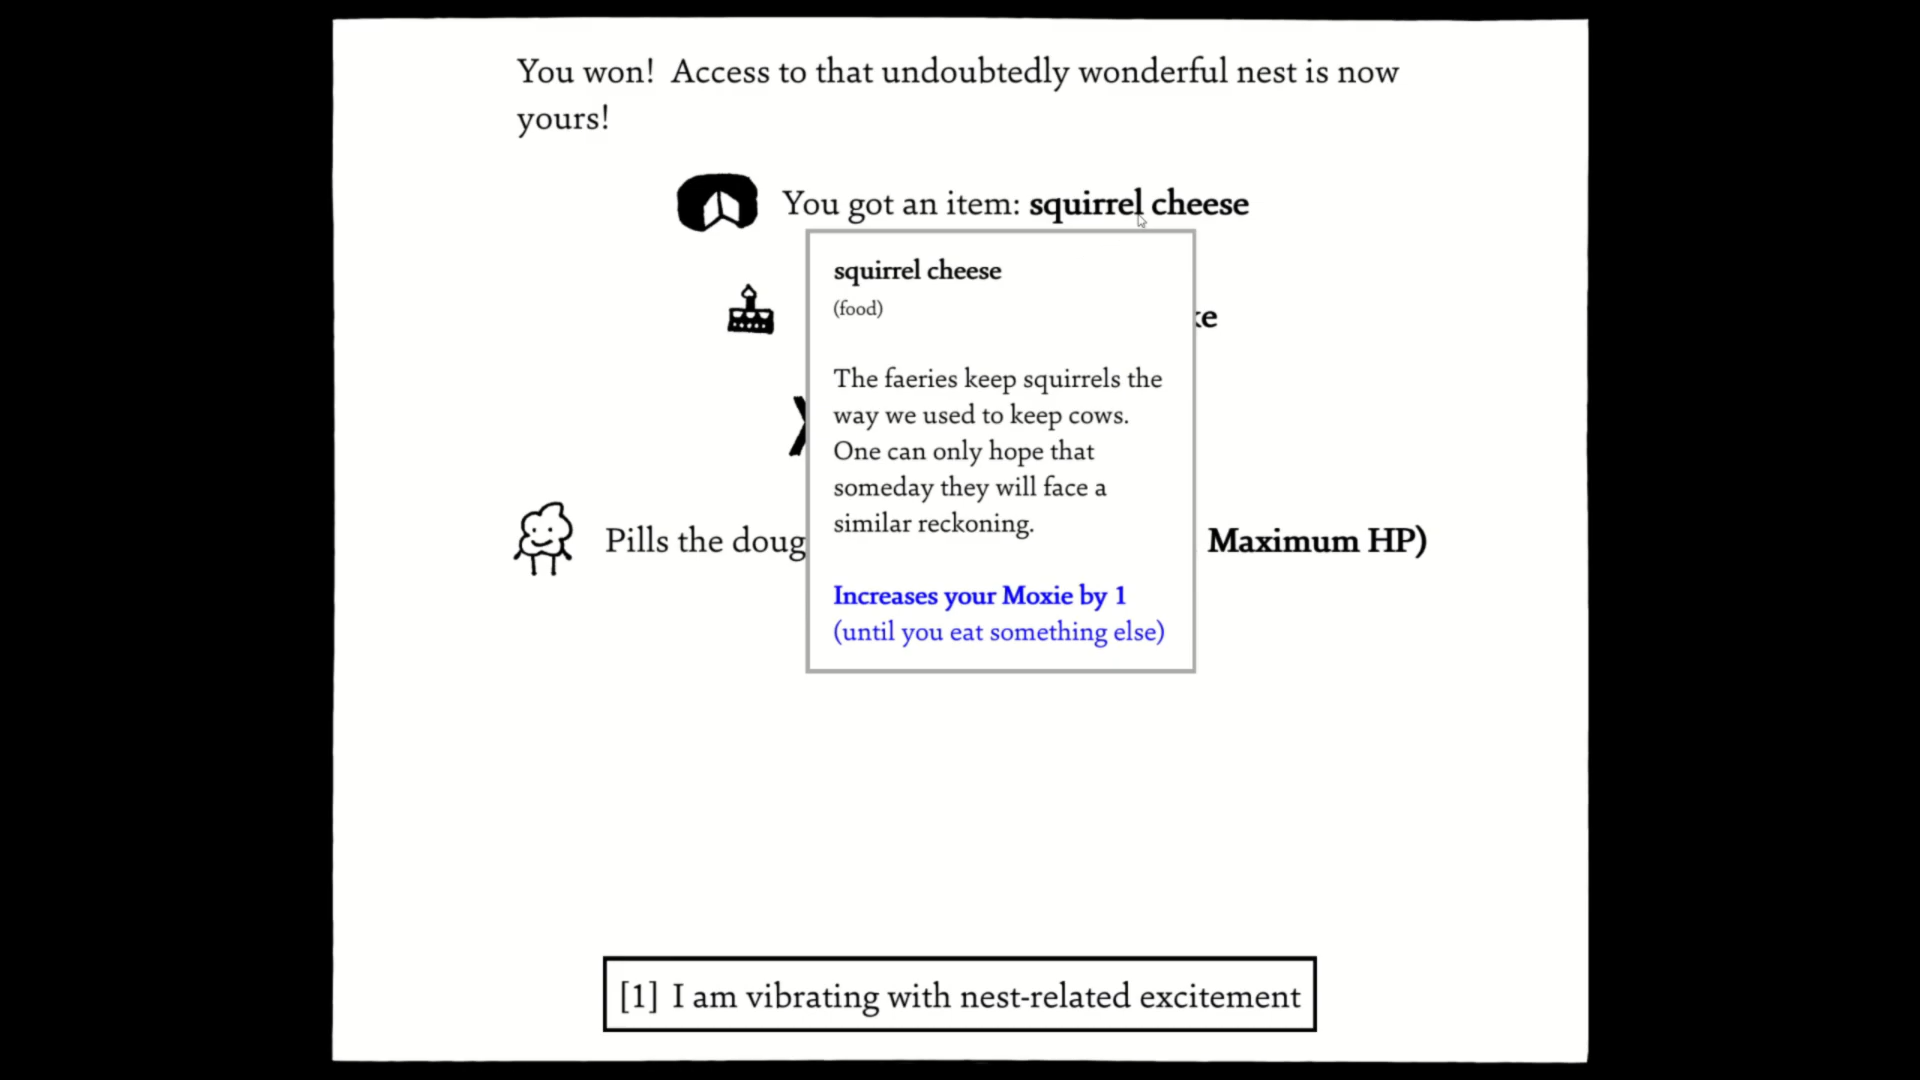 You won!  Access to that undoubtedly wonderful nest is now
yours!
You got an item: squirrel cheese
squirrel cheese
(food)
The faeries keep squirrels the
way we used to keep cows.
One can only hope that
someday they will face a
similar reckoning.
Increases your Moxie by 1
(until you eat something else)
Pills the doug Maximum HP)
[1] I am vibrating with nest-related excitement